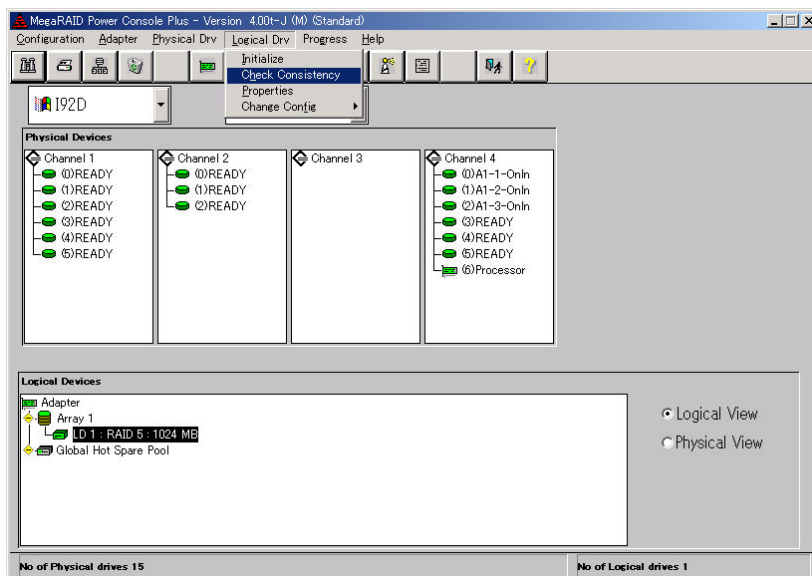 MegaRAID Power Console Plus - Version 4.00t-J (M) (Standard)
Configuration Adapter Physical Drv Logical Drv Progress Help
Initialize
Check Consistency
Properties
Change Config
I92D
Physical Devices
Channel 1
(0)READY
(1)READY
(2)READY
(3)READY
(4)READY
(5)READY
Channel 2
(0)READY
(1)READY
(2)READY
Channel 3
Channel 4
(0)A1-1-Onln
(1)A1-2-Onln
(2)A1-3-Onln
(3)READY
(4)READY
(5)READY
(6)Processor
Logical Devices
Adapter
Array 1
LD 1 : RAID 5 : 1024 MB
Global Hot Spare Pool
Logical View
Physical View
No of Physical drives 15
No of Logical drives 1